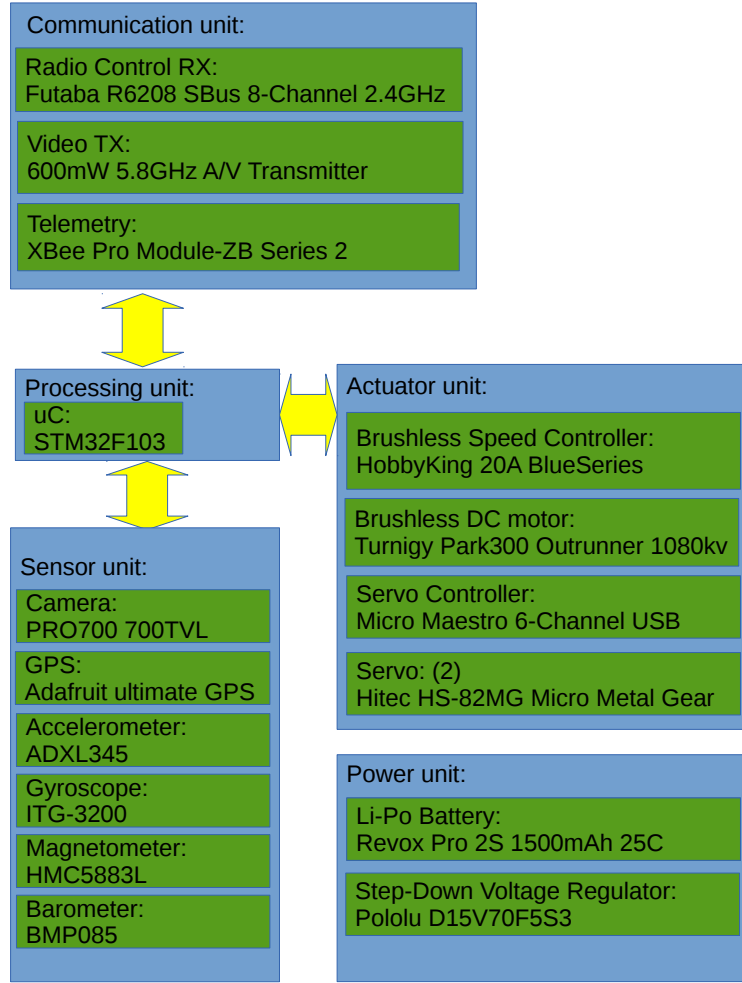 Communication unit:
Radio Control RX:
Futaba R6208 SBus 8-Channel 2.4GHz
Video TX:
600mW 5.8GHz A/V Transmitter
Telemetry:
XBee Pro Module-ZB Series 2
Processing unit:
uC:
STM32F103
Actuator unit:
Brushless Speed Controller:
HobbyKing 20A BlueSeries
Brushless DC motor:
Turnigy Park300 Outrunner 1080kv
Servo Controller:
Micro Maestro 6-Channel USB
Servo: (2)
Hitec HS-82MG Micro Metal Gear
Sensor unit:
Camera:
PRO700 700TVL
GPS:
Adafruit ultimate GPS
Accelerometer:
ADXL345
Gyroscope:
ITG-3200
Magnetometer:
HMC5883L
Barometer:
BMP085
Power unit:
Li-Po Battery:
Revox Pro 2S 1500mAh 25C
Step-Down Voltage Regulator:
Pololu D15V70F5S3